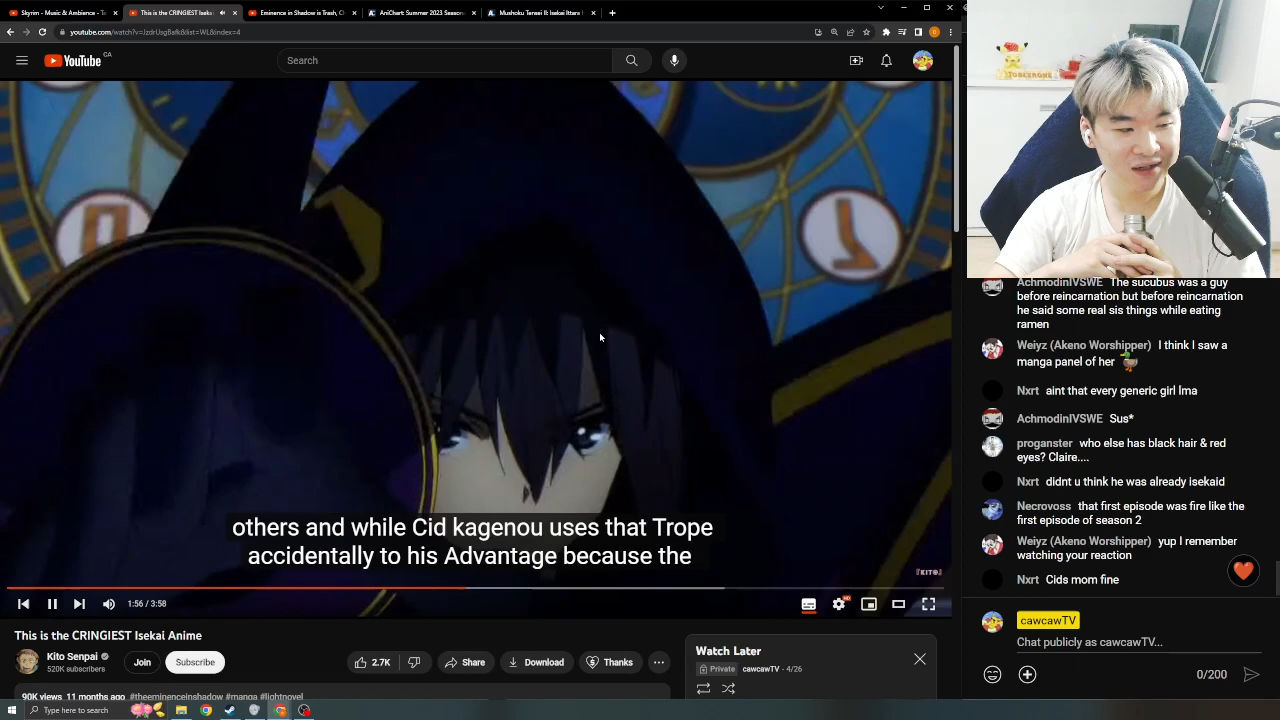 Skyrim - Music & Ambience - T
This is the CRINGIEST Isekai
Eminence in Shadow is Trash, C
AniChart: Summer 2023 Season
Mushoku Tensei II: Isekai Ittara
youtube.com/watch?v=
YouTube CA
Search
TOBLERONE
others and while Cid kagenou uses that Trope
accidentally to his Advantage because the
KITO
1:56 / 3:58
HD
This is the CRINGIEST Isekai Anime
Kito Senpai
520K subscribers
Join
Subscribe
2.7K
Share
Download
Thanks
90K views 11 months ago #theeminenceinshadow #manga #lightnovel
Watch Later
Private cawcawTV - 4/26
AchmodinIVSWE The sucubus was a guy
before reincarnation but before reincarnation
he said some real sis things while eating
ramen
Weiyz (Akeno Worshipper) I think I saw a
manga panel of her
Nxrt aint that every generic girl lma
AchmodinIVSWE Sus*
proganster who else has black hair & red
eyes? Claire....
Nxrt didnt u think he was already isekaid
Necrovoss that first episode was fire like the
first episode of season 2
Weiyz (Akeno Worshipper) yup I remember
watching your reaction
Nxrt Cids mom fine
cawcawTV
Chat publicly as cawcawTV...
0/200
Type here to search